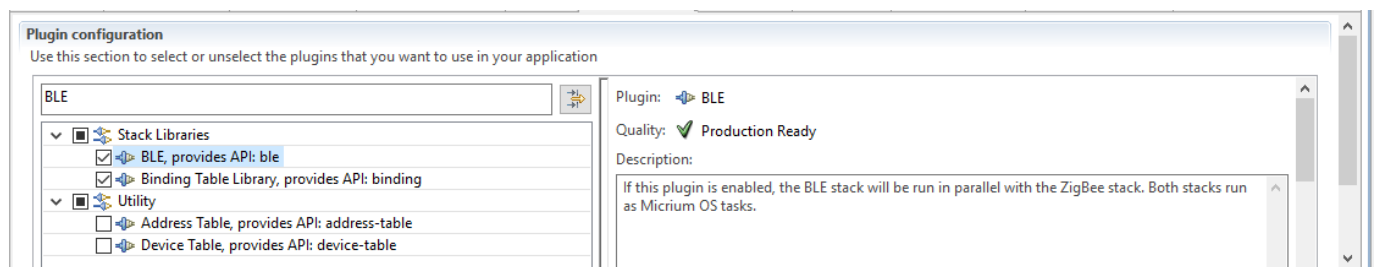 Plugin configuration
Use this section to select or unselect the plugins that you want to use in your application
BLE
Stack Libraries
BLE, provides API: ble
Binding Table Library, provides API: binding
Utility
Address Table, provides API: address-table
Device Table, provides API: device-table
Plugin: BLE
Quality: Production Ready
Description:
If this plugin is enabled, the BLE stack will be run in parallel with the ZigBee stack. Both stacks run
as Micrium OS tasks.